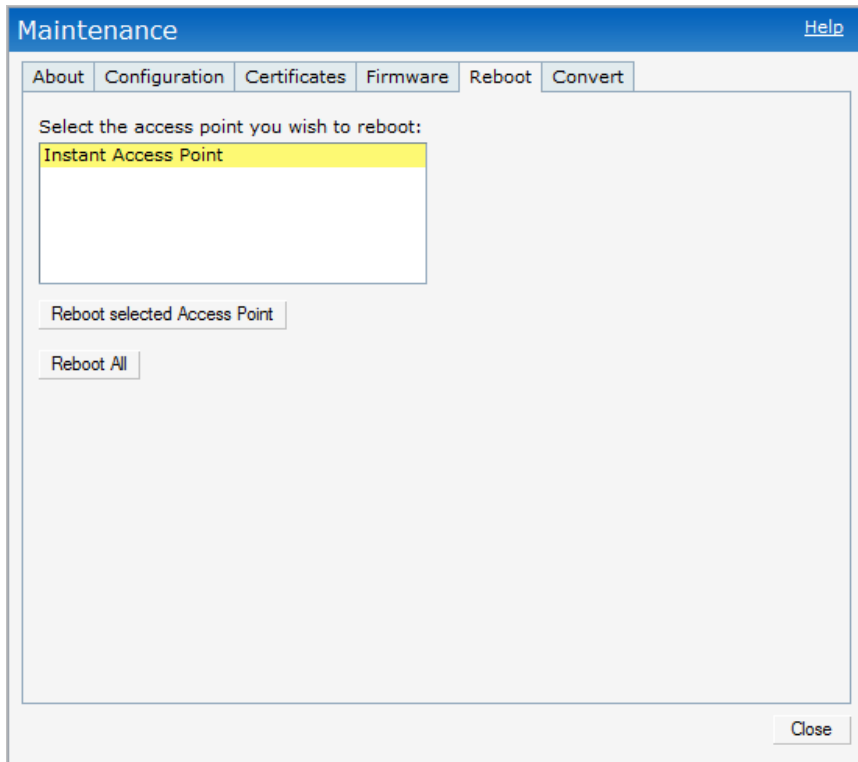 Maintenance Help
About Configuration Certificates Firmware Reboot Convert
Select the access point you wish to reboot:
Instant Access Point
Reboot selected Access Point
Reboot All
Close